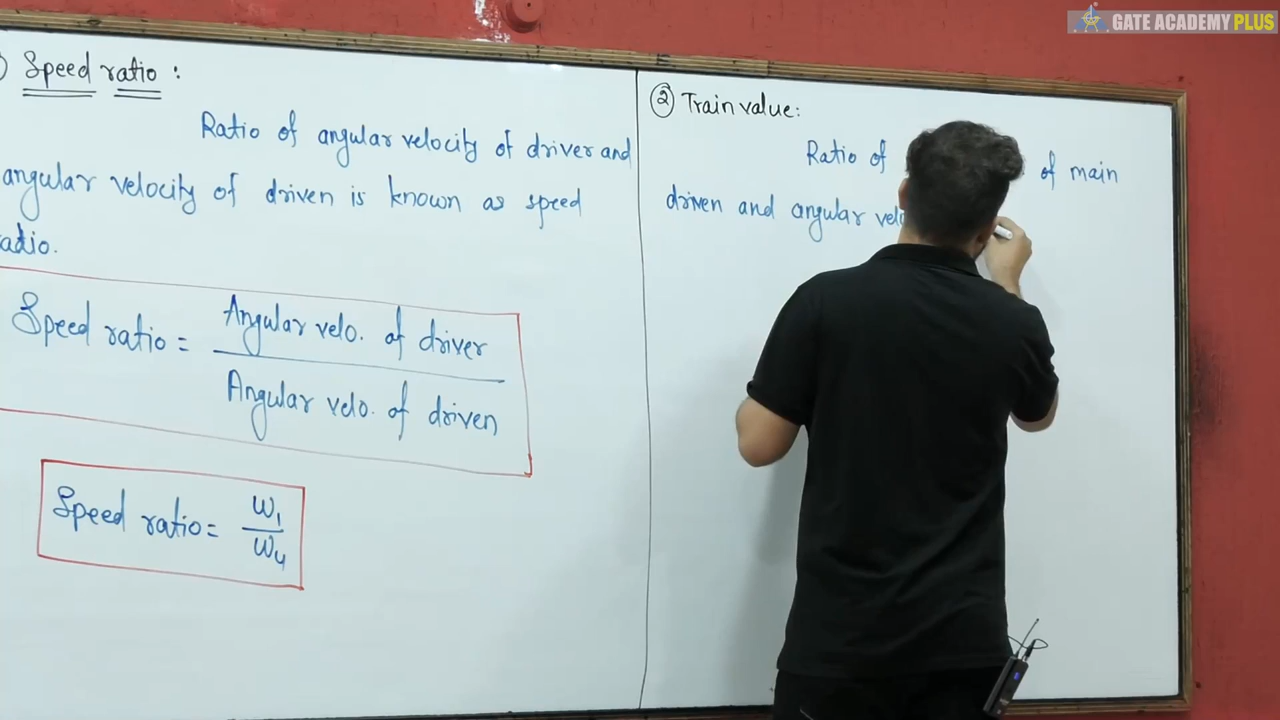 GATE ACADEMY PLUS
) Speed ratio :
Ratio of angular velocity of driver and
angular velocity of driven is known as speed
Speed ratio = Angular velo. of driver
Angular velo. of driven
Speed ratio = ω1
ω4
② Train value:
Ratio of of main
driven and angular